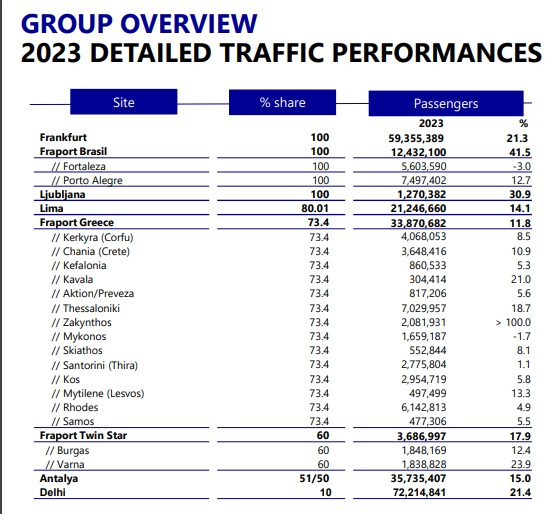 GROUP OVERVIEW
2023 DETAILED TRAFFIC PERFORMANCES
Site % share Passengers
2023 %
Frankfurt 100 59,355,389 21.3
Fraport Brasil 100 12,432,100 41.5
// Fortaleza 100 5,603,590 -3.0
// Porto Alegre 100 7,497,402 12.7
Ljubljana 100 1,270,382 30.9
Lima 80.01 21,246,660 14.1
Fraport Greece 73.4 33,870,682 11.8
// Kerkyra (Corfu) 73.4 4,068,053 8.5
// Chania (Crete) 73.4 3,648,416 10.9
// Kefalonia 73.4 860,533 5.3
// Kavala 73.4 304,414 21.0
// Aktion/Preveza 73.4 817,206 5.6
// Thessaloniki 73.4 7,029,957 18.7
// Zakynthos 73.4 2,081,931 > 100.0
// Mykonos 73.4 1,659,187 -1.7
// Skiathos 73.4 552,844 8.1
// Santorini (Thira) 73.4 2,775,804 1.1
// Kos 73.4 2,954,719 5.8
// Mytilene (Lesvos) 73.4 497,499 13.3
// Rhodes 73.4 6,142,813 4.9
// Samos 73.4 477,306 5.5
Fraport Twin Star 60 3,686,997 17.9
// Burgas 60 1,848,169 12.4
// Varna 60 1,838,828 23.9
Antalya 51/50 35,735,407 15.0
Delhi 10 72,214,841 21.4